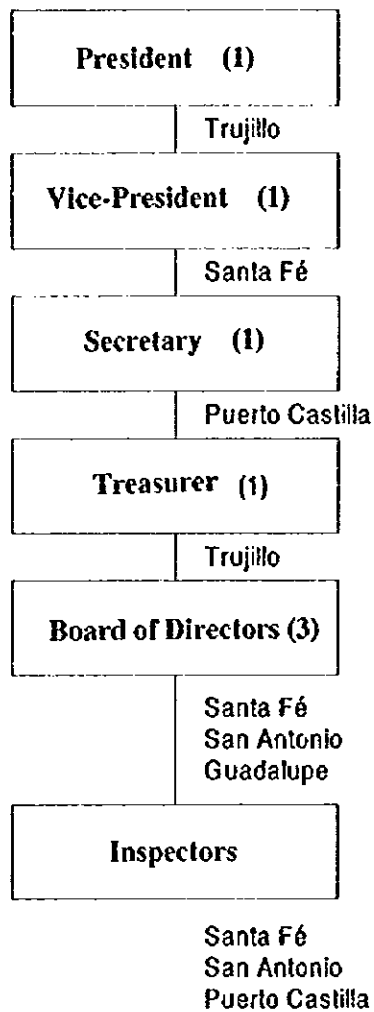 President (1)
Trujillo
Vice-President (1)
Santa Fé
Secretary (1)
Puerto Castilla
Treasurer (1)
Trujillo
Board of Directors (3)
Santa Fé
San Antonio
Guadalupe
Inspectors
Santa Fé
San Antonio
Puerto Castilla